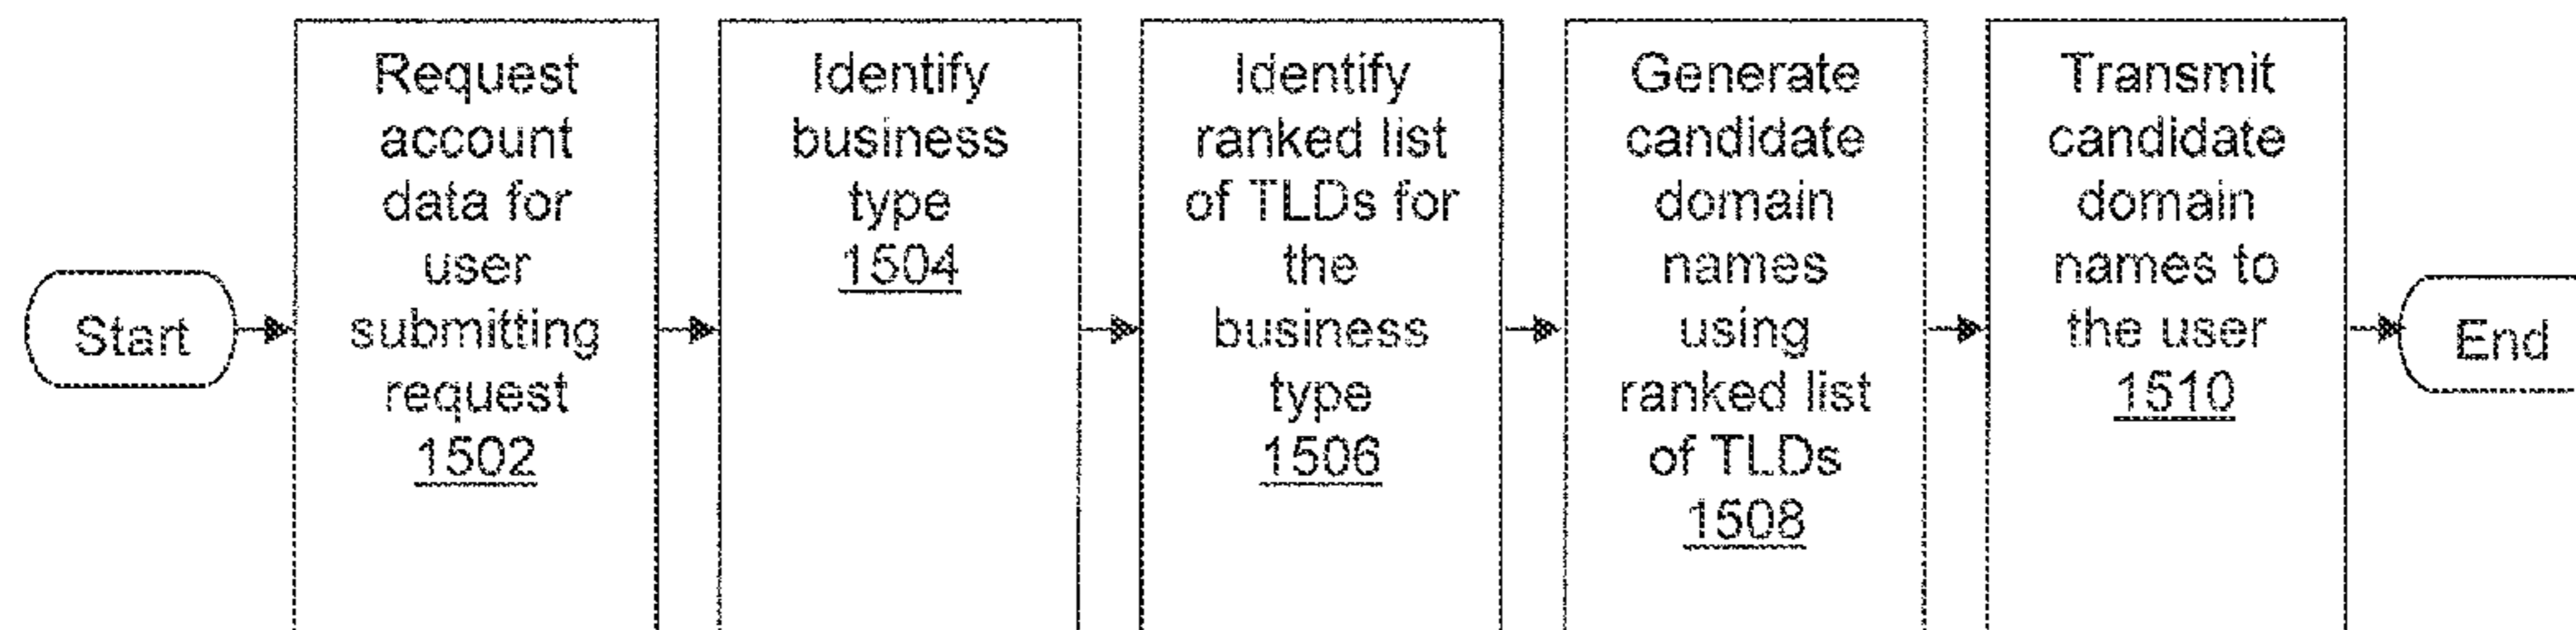 Start
Request
account
data for
user
submitting
request
1502
Identify
business
type
1504
Identify
ranked list
of TLDs for
the
business
type
1506
Generate
candidate
domain
names
using
ranked list
of TLDs
1508
Transmit
candidate
domain
names to
the user
1510
End